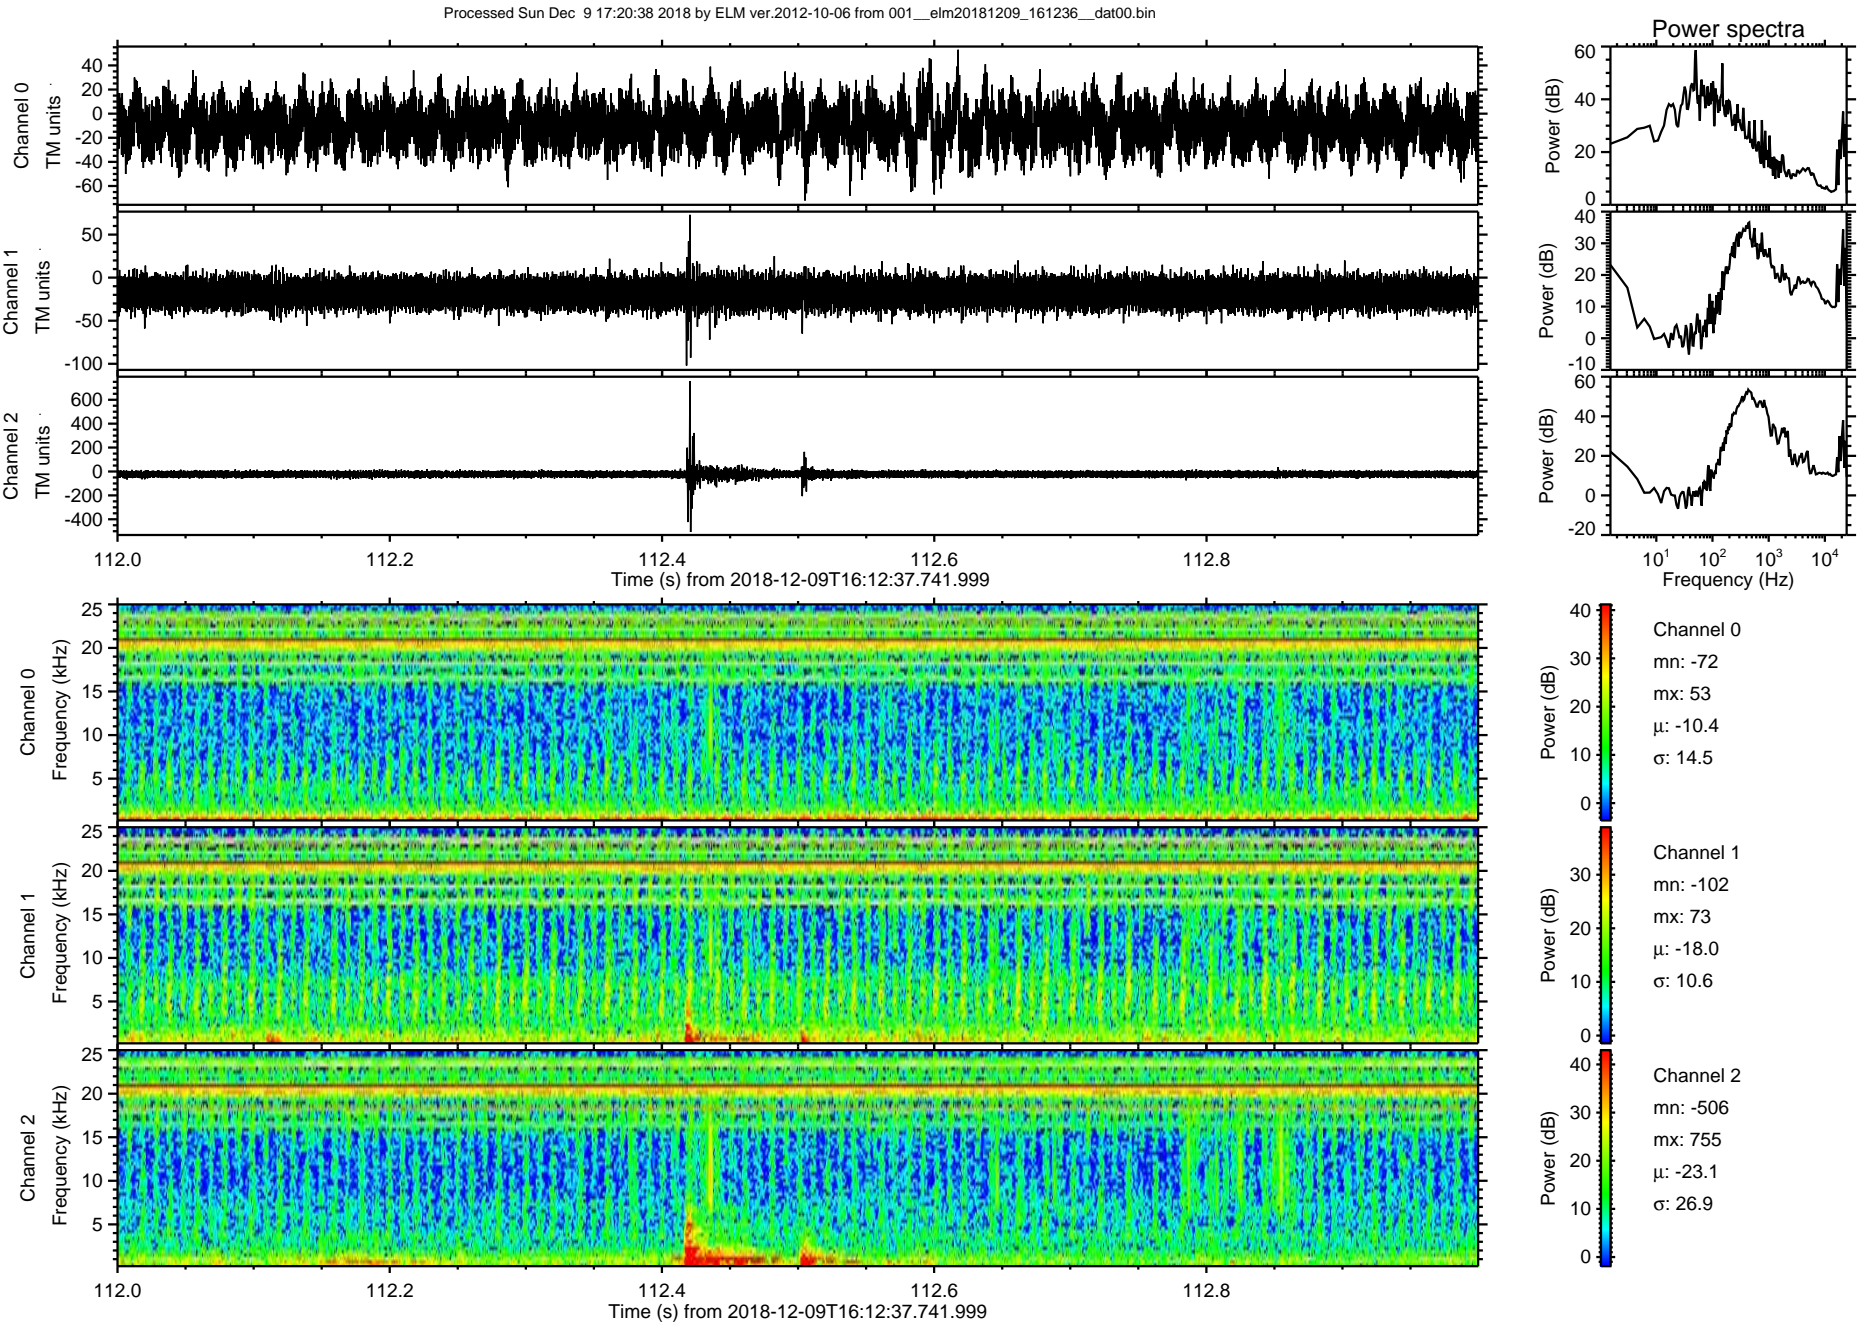 Processed Sun Dec  9 17:20:38 2018 by ELM ver.2012-10-06 from 001__elm20181209_161236__dat00.bin
Power spectra
Channel 0
TM units
40
20
0
-20
-40
-60
Power (dB)
60
40
20
0
Channel 1
TM units
50
0
-50
-100
Power (dB)
40
30
20
10
0
-10
Channel 2
TM units
600
400
200
0
-200
-400
Power (dB)
60
40
20
0
-20
112.0 112.2 112.4 112.6 112.8
Time (s) from 2018-12-09T16:12:37.741.999
10^1 10^2 10^3 10^4
Frequency (Hz)
Channel 0
Frequency (kHz)
25
20
15
10
5
Power (dB)
40
30
20
10
0
Channel 0
mn: -72
mx: 53
µ: -10.4
σ: 14.5
Channel 1
Frequency (kHz)
25
20
15
10
5
Power (dB)
30
20
10
0
Channel 1
mn: -102
mx: 73
µ: -18.0
σ: 10.6
Channel 2
Frequency (kHz)
25
20
15
10
5
Power (dB)
40
30
20
10
0
Channel 2
mn: -506
mx: 755
µ: -23.1
σ: 26.9
112.0 112.2 112.4 112.6 112.8
Time (s) from 2018-12-09T16:12:37.741.999